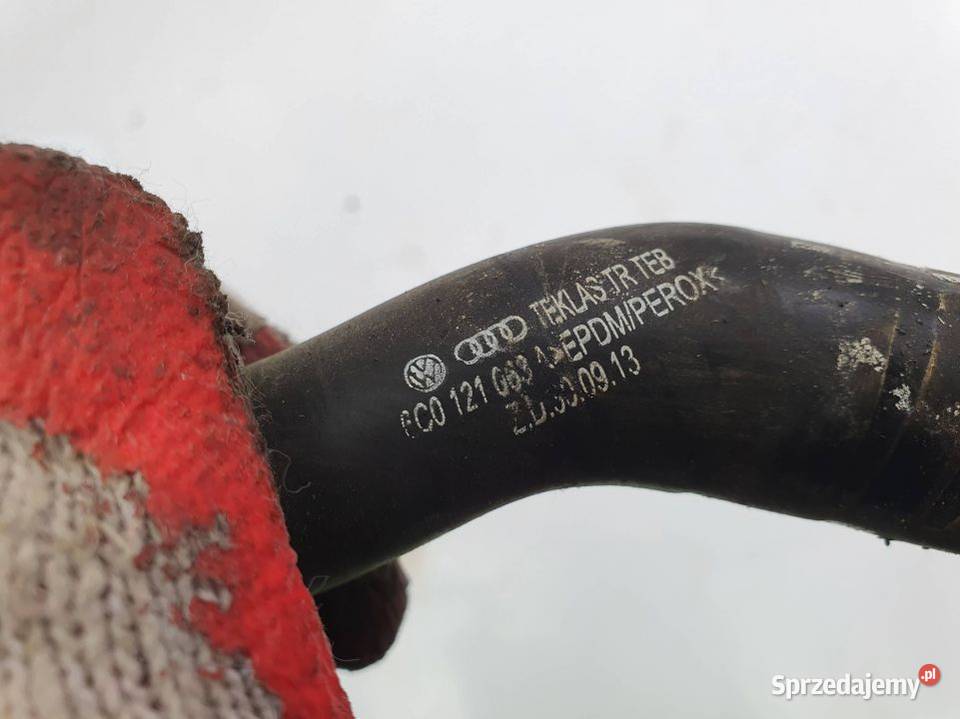 TEKLAS-TR TEB
6C0 121 063 A >EPDM/PEROX<
Z.D.30.09.13
Sprzedajemy.pl